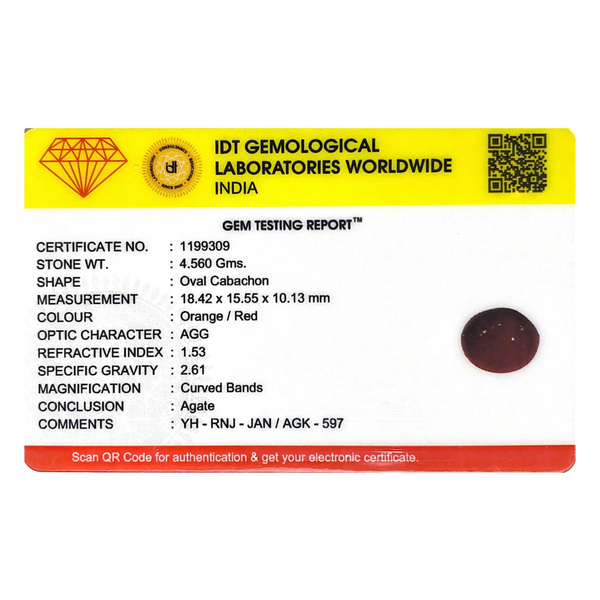 IDT GEMOLOGICAL
LABORATORIES WORLDWIDE
INDIA
idt
GEM TESTING REPORT™
CERTIFICATE NO. : 1199309
STONE WT. : 4.560 Gms.
SHAPE : Oval Cabachon
MEASUREMENT : 18.42 x 15.55 x 10.13 mm
COLOUR : Orange / Red
OPTIC CHARACTER : AGG
REFRACTIVE INDEX : 1.53
SPECIFIC GRAVITY : 2.61
MAGNIFICATION : Curved Bands
CONCLUSION : Agate
COMMENTS : YH - RNJ - JAN / AGK - 597
Scan QR Code for authentication & get your electronic certificate.